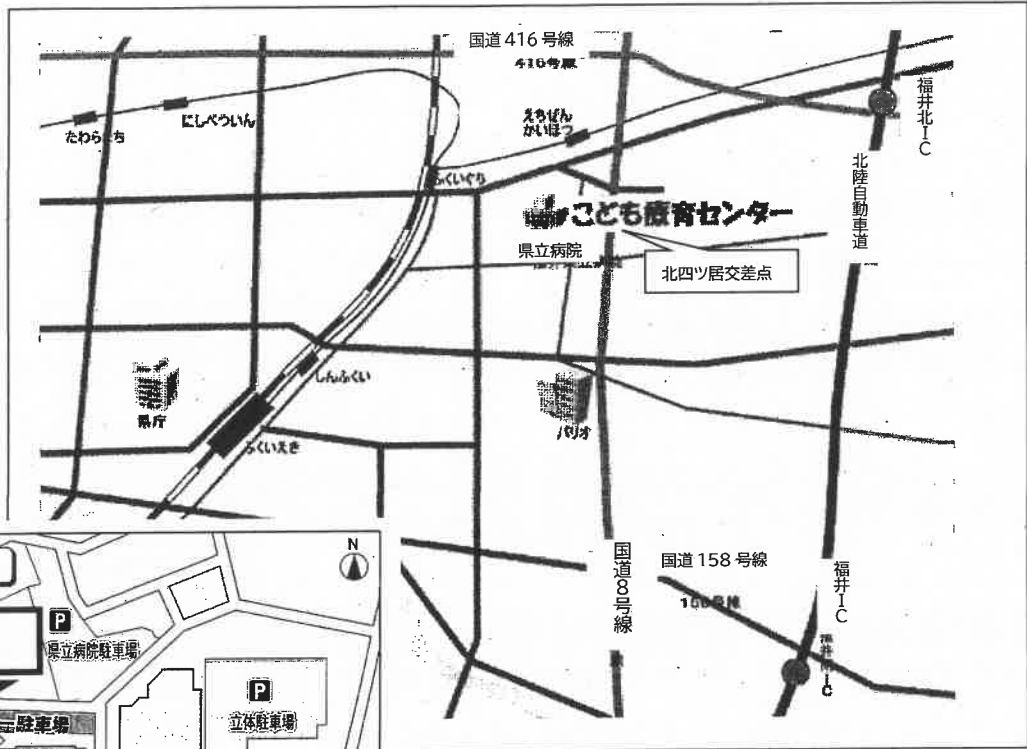 国道416号線
416号線
福井北IC
えちぜん
かいほつ
にしべついん
たわらまち
北陸自動車道
ふくいぐち
こども療育センター
県立病院
北四ツ居交差点
しんふくい
県庁
パリオ
ふくいえき
国道8号線
国道158号線
158号線
福井IC
N
P
県立病院駐車場
P
立体駐車場
駐車場